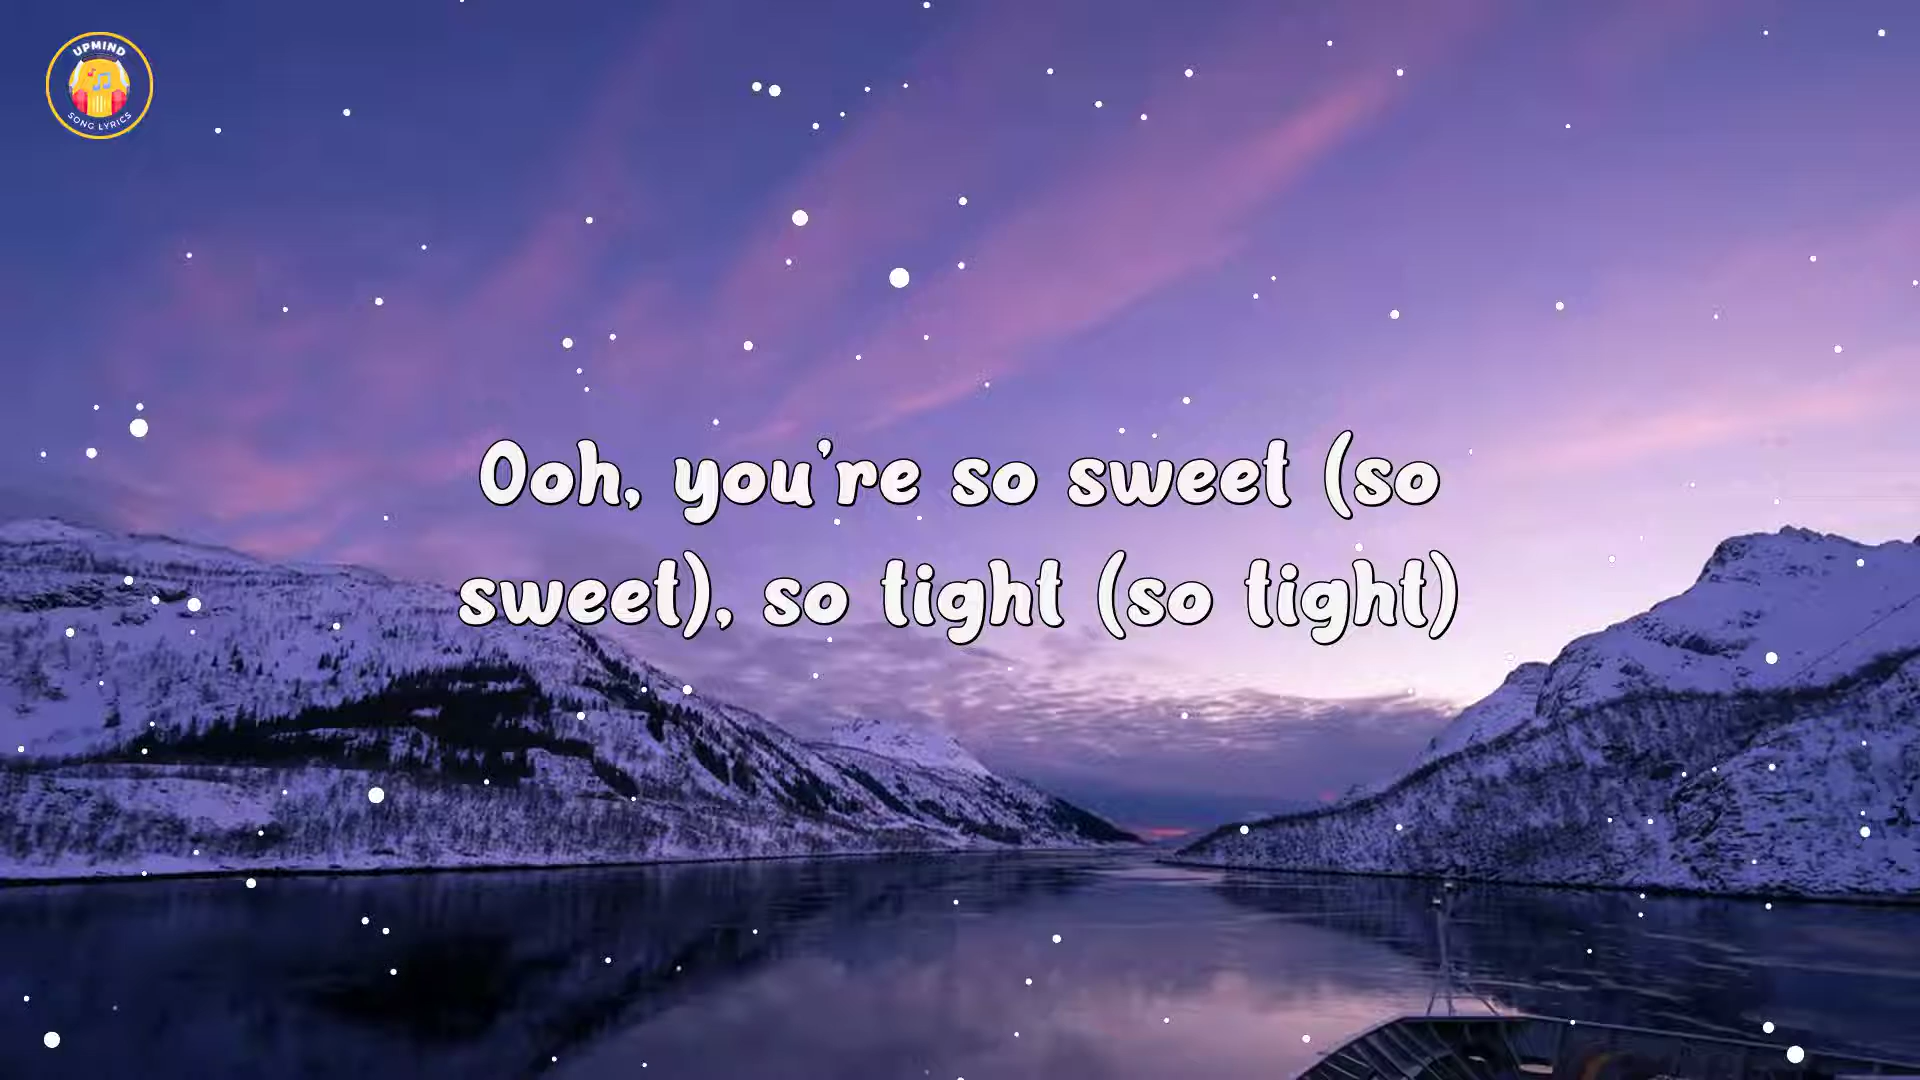 UPMIND
SONG LYRICS
Ooh, you're so sweet (so
sweet), so tight (so tight)